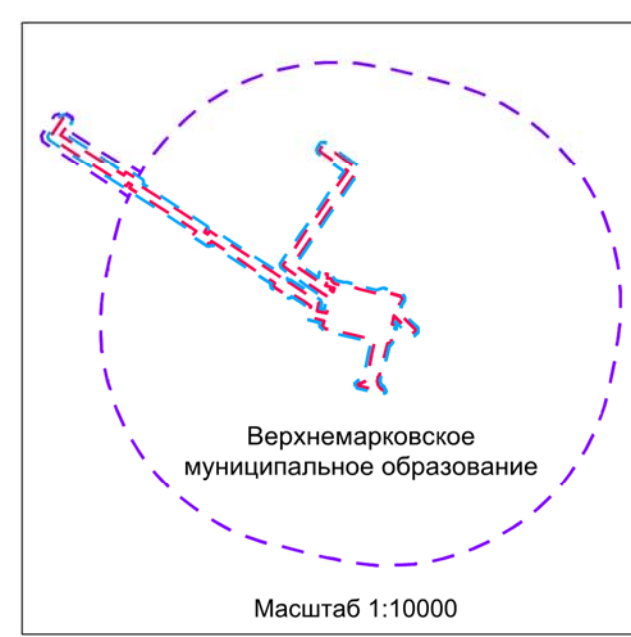 Верхнемарковское
муниципальное образование
Масштаб 1:10000